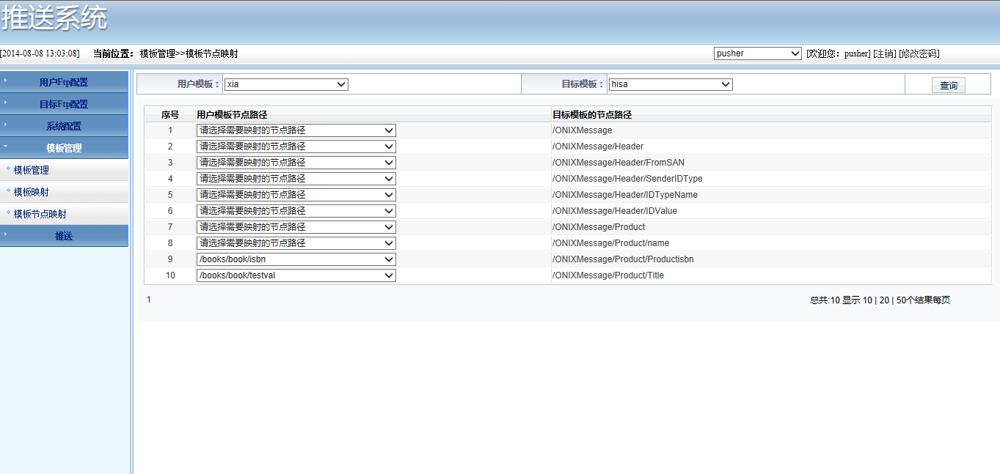 推送系统
[2014-08-08 13:03:08] 当前位置： 模板管理>>模板节点映射 pusher [欢迎您：pusher] [注销] [修改密码]
用户Ftp配置
目标Ftp配置
系统配置
模板管理
模板管理
模板映射
模板节点映射
推送
用户模板： xia 目标模板： hisa 查询
序号 用户模板节点路径 目标模板的节点路径
1 请选择需要映射的节点路径 /ONIXMessage
2 请选择需要映射的节点路径 /ONIXMessage/Header
3 请选择需要映射的节点路径 /ONIXMessage/Header/FromSAN
4 请选择需要映射的节点路径 /ONIXMessage/Header/SenderIDType
5 请选择需要映射的节点路径 /ONIXMessage/Header/IDTypeName
6 请选择需要映射的节点路径 /ONIXMessage/Header/IDValue
7 请选择需要映射的节点路径 /ONIXMessage/Product
8 请选择需要映射的节点路径 /ONIXMessage/Product/name
9 /books/book/isbn /ONIXMessage/Product/Productisbn
10 /books/book/testval /ONIXMessage/Product/Title
1 总共:10 显示 10 | 20 | 50个结果每页